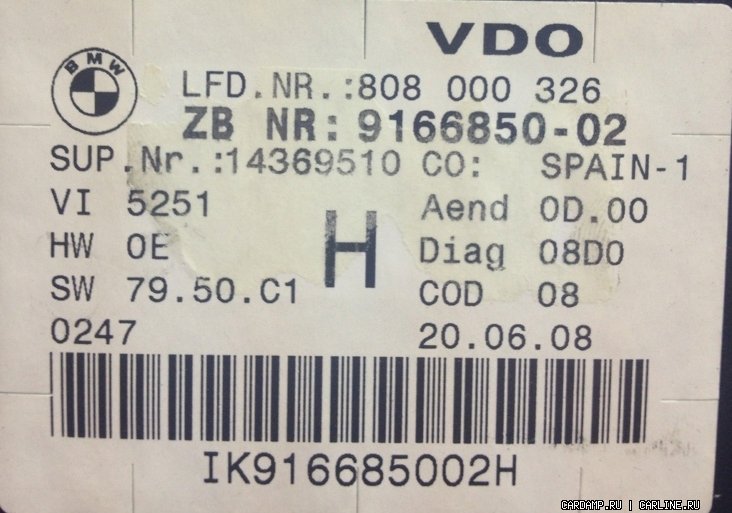 VDO
BMW
LFD.NR.:808 000 326
ZB NR: 9166850-02
SUP.Nr.:14369510 CO: SPAIN-1
VI 5251 Aend 0D.00
HW 0E H Diag 08D0
SW 79.50.C1 COD 08
0247 20.06.08
IK916685002H
CARDAMP.RU | CARLINE.RU